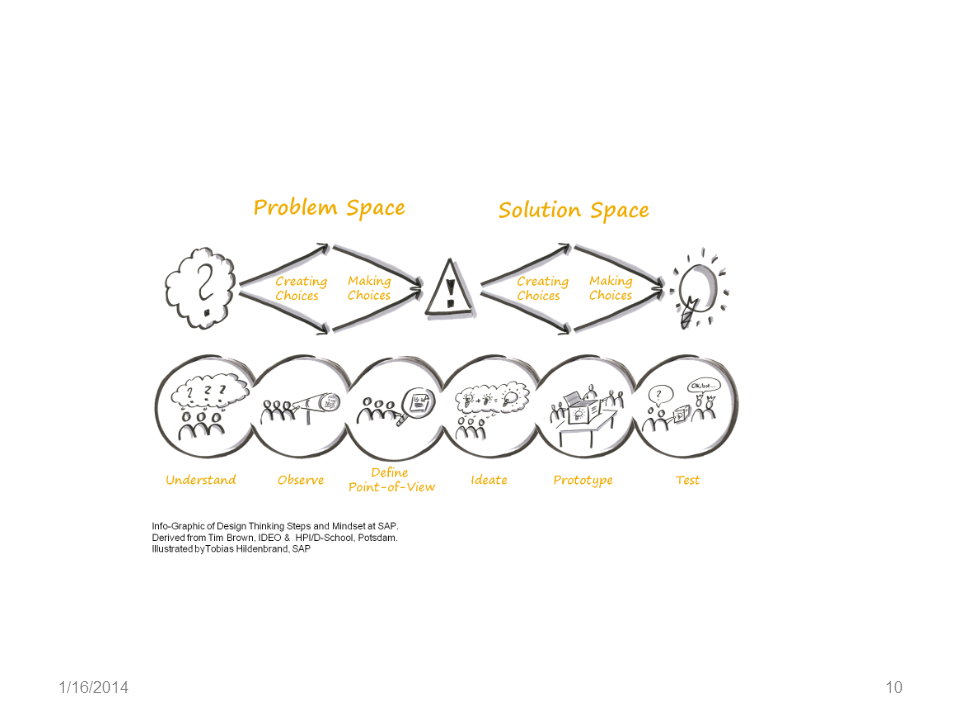 Problem Space
Solution Space
?
Creating
Choices
Making
Choices
!
Creating
Choices
Making
Choices
? ? ?
+ =
?
Ok, but...
Understand
Observe
Define
Point-of-View
Ideate
Prototype
Test
Info-Graphic of Design Thinking Steps and Mindset at SAP.
Derived from Tim Brown, IDEO & HPI/D-School, Potsdam.
Illustrated byTobias Hildenbrand, SAP
1/16/2014
10